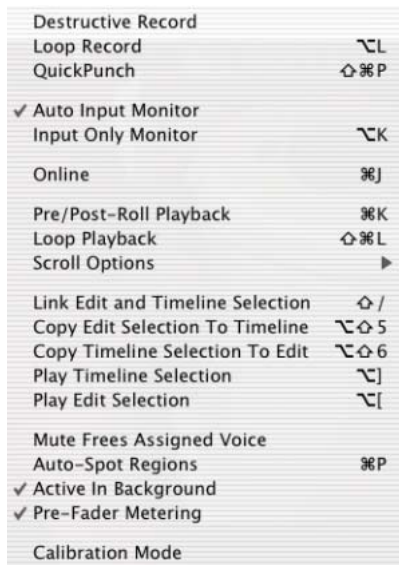 Destructive Record
Loop Record ⌥L
QuickPunch ⇧⌘P
✓ Auto Input Monitor
Input Only Monitor ⌥K
Online ⌘J
Pre/Post-Roll Playback ⌘K
Loop Playback ⇧⌘L
Scroll Options ▶
Link Edit and Timeline Selection ⇧/
Copy Edit Selection To Timeline ⌥⇧5
Copy Timeline Selection To Edit ⌥⇧6
Play Timeline Selection ⌥]
Play Edit Selection ⌥[
Mute Frees Assigned Voice
Auto-Spot Regions ⌘P
✓ Active In Background
✓ Pre-Fader Metering
Calibration Mode